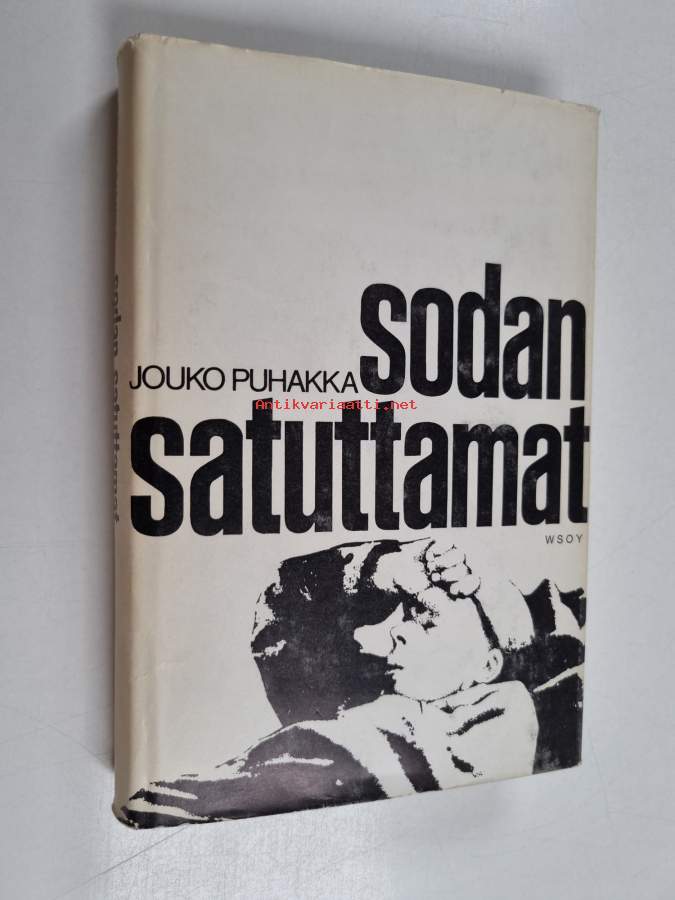 sodan satuttamat
JOUKO PUHAKKA
sodan
Antikvariaatti.net
satuttamat
WSOY